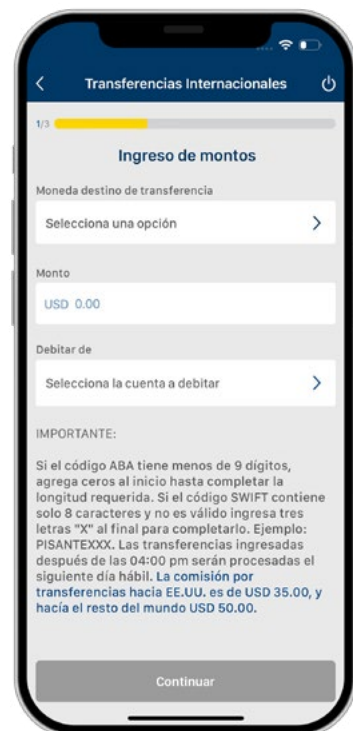 Transferencias Internacionales
1/3
Ingreso de montos
Moneda destino de transferencia
Selecciona una opción
Monto
USD 0.00
Debitar de
Selecciona la cuenta a debitar
IMPORTANTE:
Si el código ABA tiene menos de 9 dígitos,
agrega ceros al inicio hasta completar la
longitud requerida. Si el código SWIFT contiene
solo 8 caracteres y no es válido ingresa tres
letras "X" al final para completarlo. Ejemplo:
PISANTEXXX. Las transferencias ingresadas
después de las 04:00 pm serán procesadas el
siguiente día hábil. La comisión por
transferencias hacia EE.UU. es de USD 35.00, y
hacía el resto del mundo USD 50.00.
Continuar